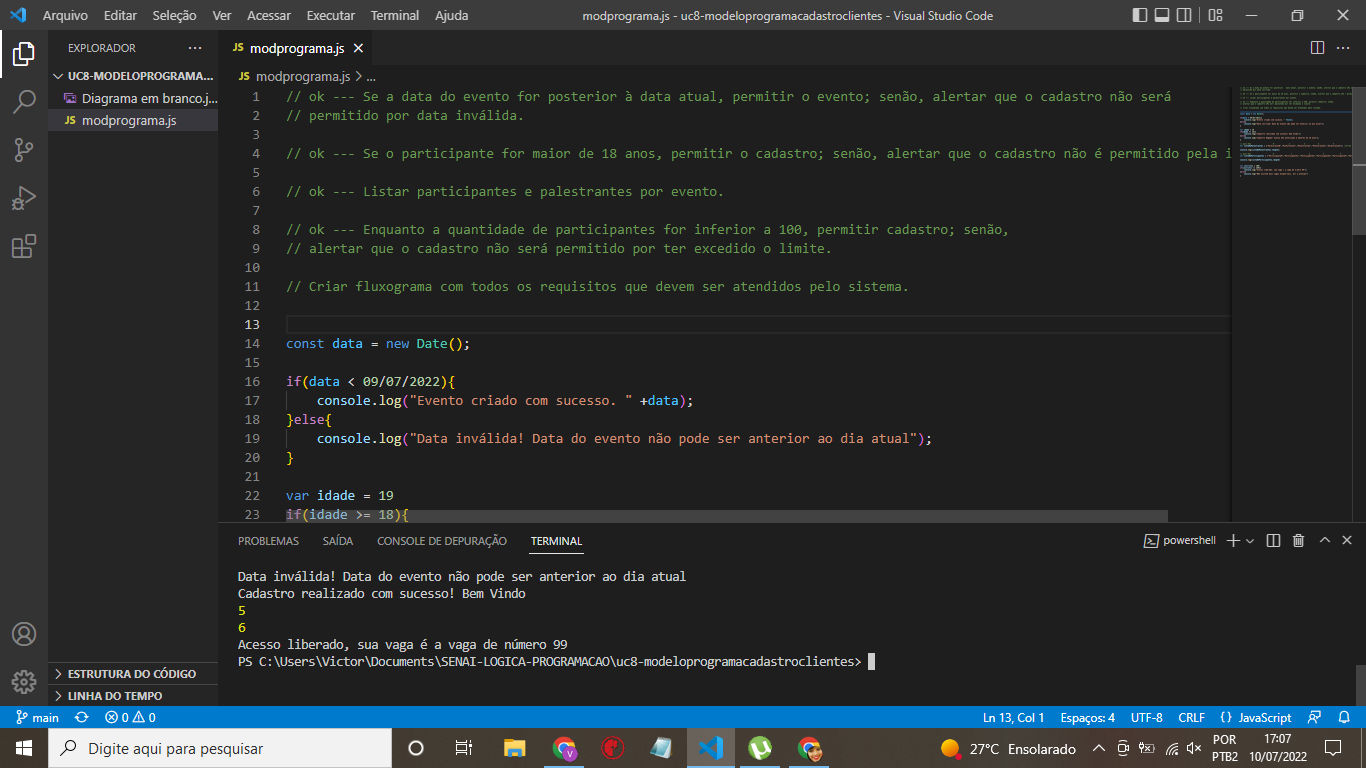 Arquivo Editar Seleção Ver Acessar Executar Terminal Ajuda modprograma.js - uc8-modeloprogramacadastroclientes - Visual Studio Code
EXPLORADOR ···
JS modprograma.js
UC8-MODELOPROGRAMA...
JS modprograma.js > ...
Diagrama em branco.j...
JS modprograma.js
1 // ok --- Se a data do evento for posterior à data atual, permitir o evento; senão, alertar que o cadastro não será
2 // permitido por data inválida.
3
4 // ok --- Se o participante for maior de 18 anos, permitir o cadastro; senão, alertar que o cadastro não é permitido pela i
5
6 // ok --- Listar participantes e palestrantes por evento.
7
8 // ok --- Enquanto a quantidade de participantes for inferior a 100, permitir cadastro; senão,
9 // alertar que o cadastro não será permitido por ter excedido o limite.
10
11 // Criar fluxograma com todos os requisitos que devem ser atendidos pelo sistema.
12
13
14 const data = new Date();
15
16 if(data < 09/07/2022){
17 console.log("Evento criado com sucesso. " +data);
18 }else{
19 console.log("Data inválida! Data do evento não pode ser anterior ao dia atual");
20 }
21
22 var idade = 19
23 if(idade >= 18){
PROBLEMAS SAÍDA CONSOLE DE DEPURAÇÃO TERMINAL powershell
Data inválida! Data do evento não pode ser anterior ao dia atual
Cadastro realizado com sucesso! Bem Vindo
5
6
Acesso liberado, sua vaga é a vaga de número 99
PS C:\Users\Victor\Documents\SENAI-LOGICA-PROGRAMACAO\uc8-modeloprogramacadastroclientes>
ESTRUTURA DO CÓDIGO
LINHA DO TEMPO
main 0 0 Ln 13, Col 1 Espaços: 4 UTF-8 CRLF {} JavaScript
Digite aqui para pesquisar
27°C Ensolarado
POR
PTB2
17:07
10/07/2022